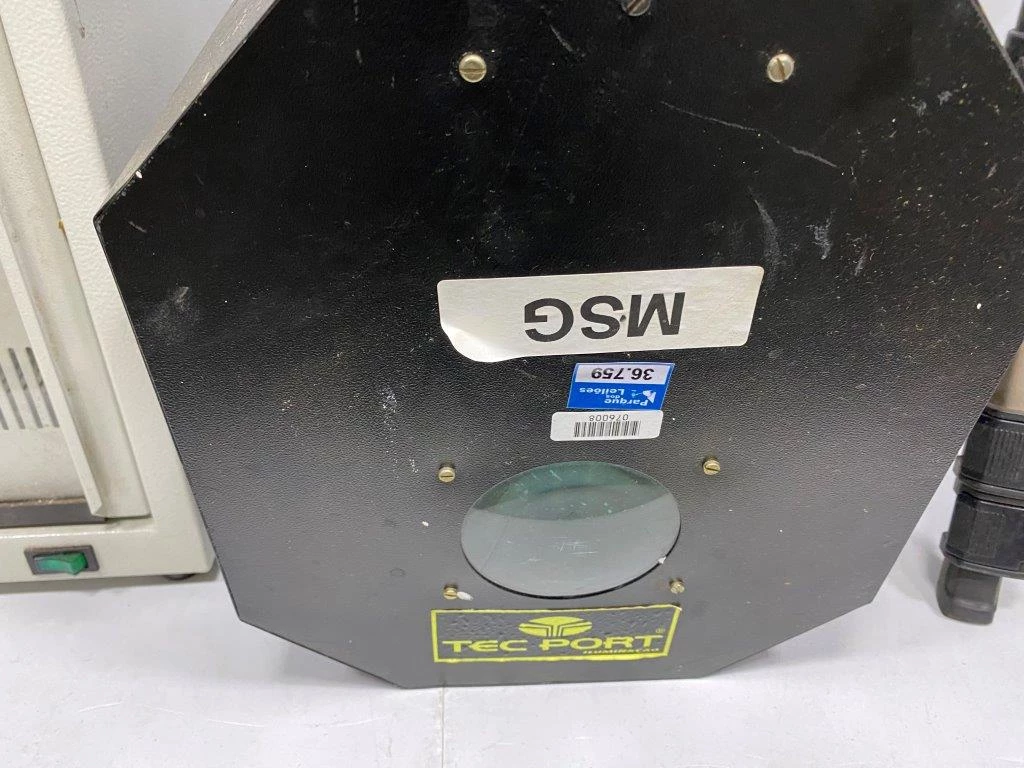 MSG
36.759
Parque
dos
Leilões
076008
TEC PORT®
ILUMINAÇÃO